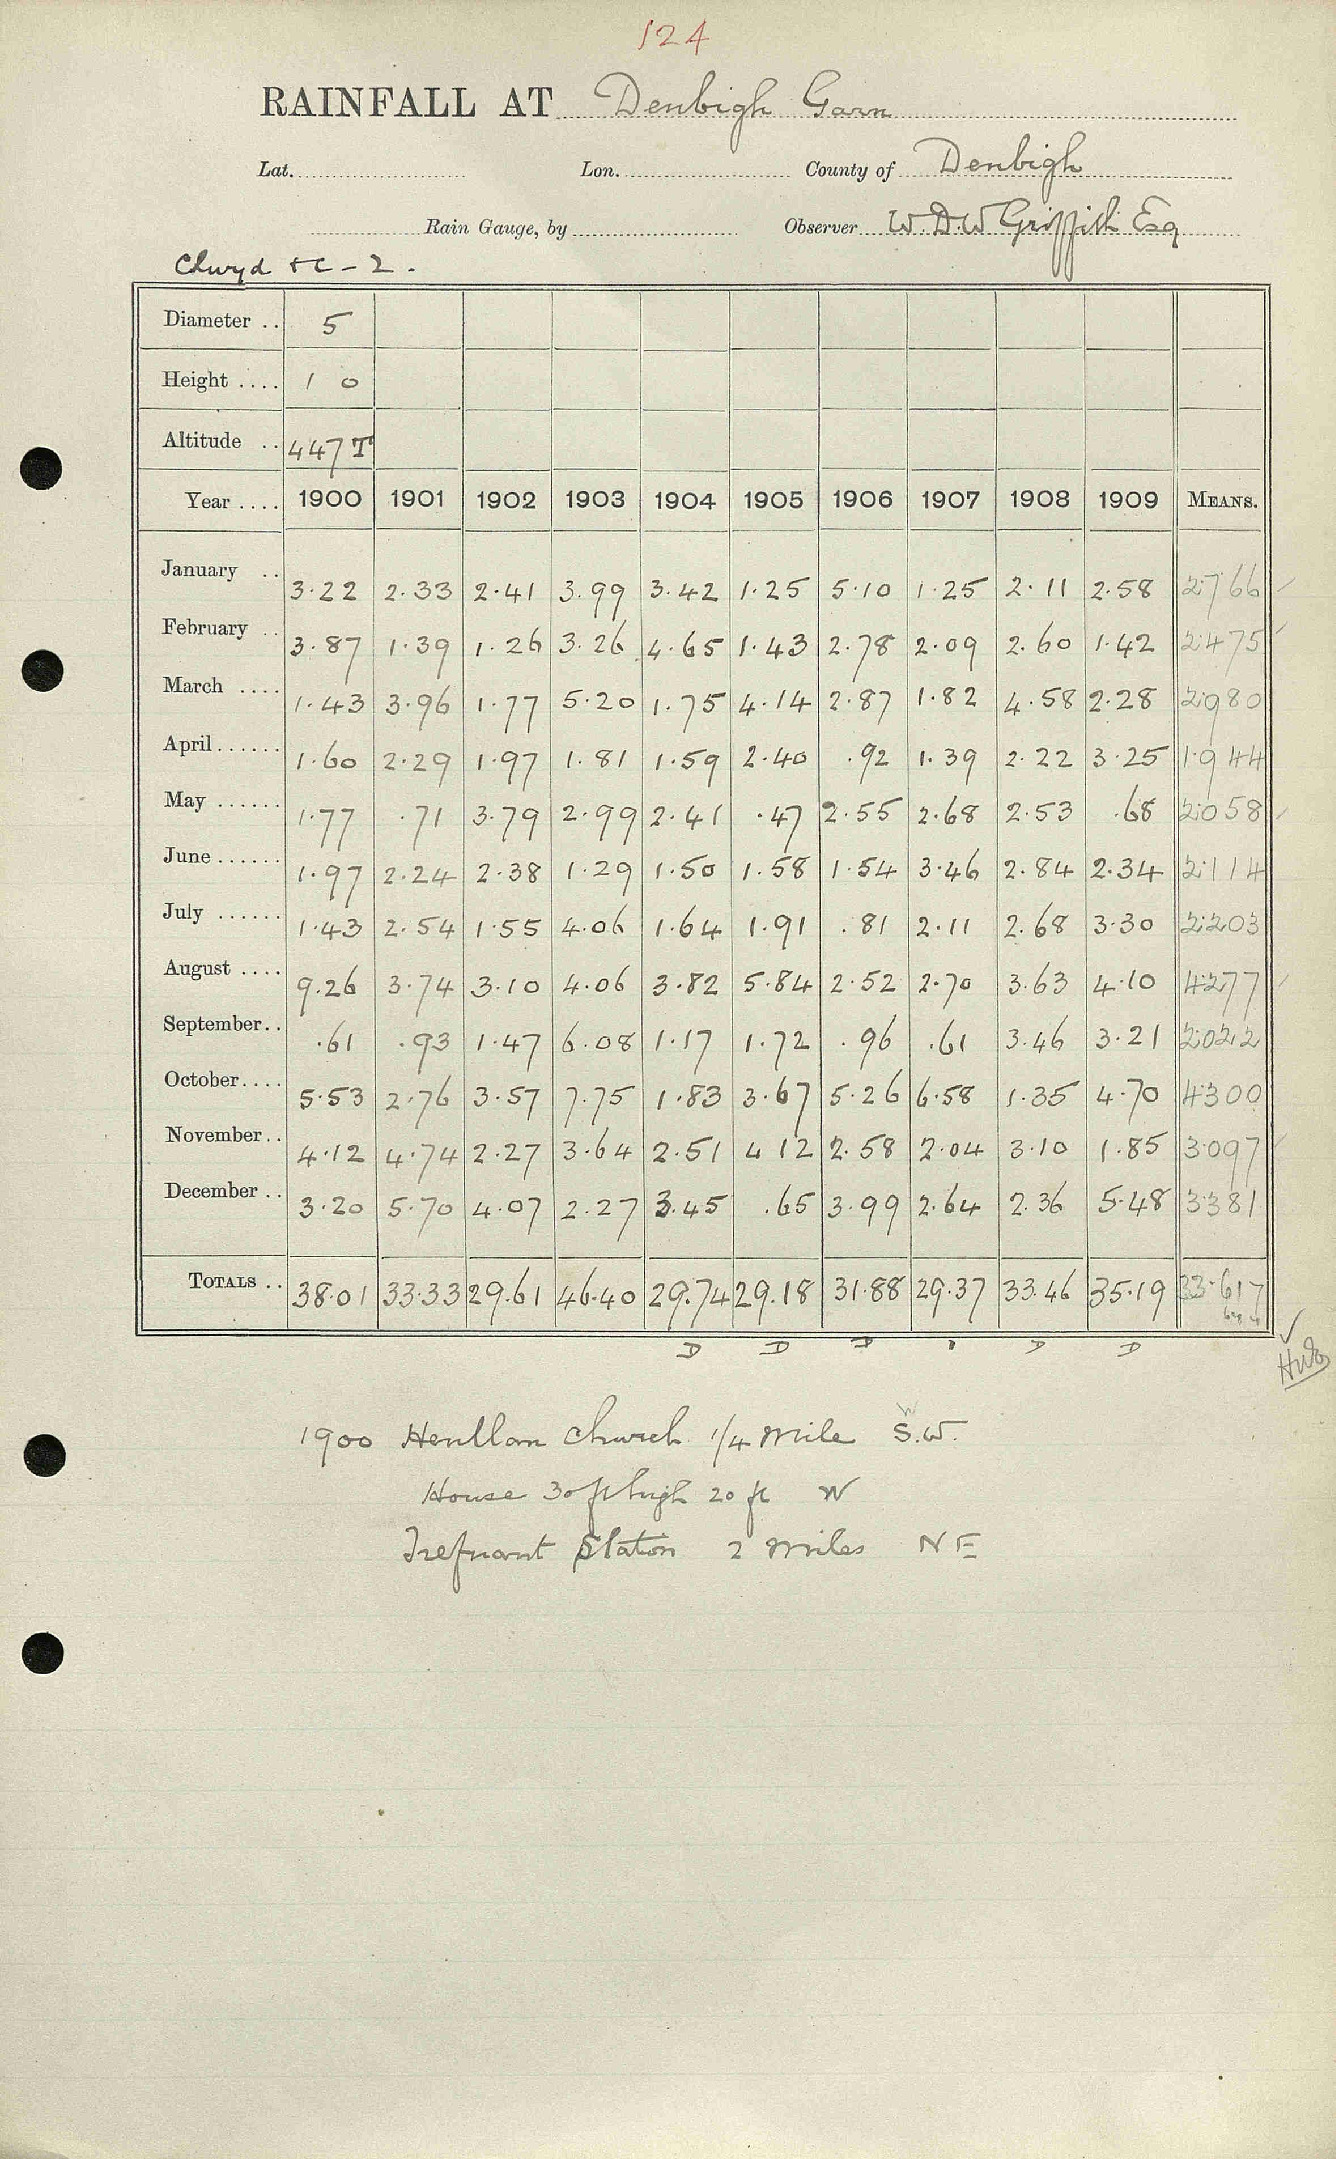 124
RAINFALL AT Denbigh Garn
Lat. Lon. County of Denbigh
Rain Gauge, by Observer W. D. W Griffith Esq
Clwyd &C - 2.
Diameter .. 5
Height .... 1 0
Altitude .. 447 T
Year .... 1900 1901 1902 1903 1904 1905 1906 1907 1908 1909 MEANS.
January .. 3.22 2.33 2.41 3.99 3.42 1.25 5.10 1.25 2.11 2.58 2.766
February .. 3.87 1.39 1.26 3.26 4.65 1.43 2.78 2.09 2.60 1.42 2.475
March .... 1.43 3.96 1.77 5.20 1.75 4.14 2.87 1.82 4.58 2.28 2.980
April...... 1.60 2.29 1.97 1.81 1.59 2.40 .92 1.39 2.22 3.25 1.944
May ...... 1.77 .71 3.79 2.99 2.41 .47 2.55 2.68 2.53 .68 2.058
June...... 1.97 2.24 2.38 1.29 1.50 1.58 1.54 3.46 2.84 2.34 2.114
July ...... 1.43 2.54 1.55 4.06 1.64 1.91 .81 2.11 2.68 3.30 2.203
August .... 9.26 3.74 3.10 4.06 3.82 5.84 2.52 2.70 3.63 4.10 4.277
September.. .61 .93 1.47 6.08 1.17 1.72 .96 .61 3.46 3.21 2.022
October.... 5.53 2.76 3.57 7.75 1.83 3.67 5.26 6.58 1.35 4.70 4.300
November.. 4.12 4.74 2.27 3.64 2.51 4 12 2.58 2.04 3.10 1.85 3.097
December .. 3.20 5.70 4.07 2.27 3.45 .65 3.99 2.64 2.36 5.48 3.381
TOTALS .. 38.01 33.33 29.61 46.40 29.74 29.18 31.88 29.37 33.46 35.19 33.617
D D D D D
1900 Henllan Church 1/4 mile S.W.
House 30 ft high 20 ft W
Trefnant Station 2 miles NE